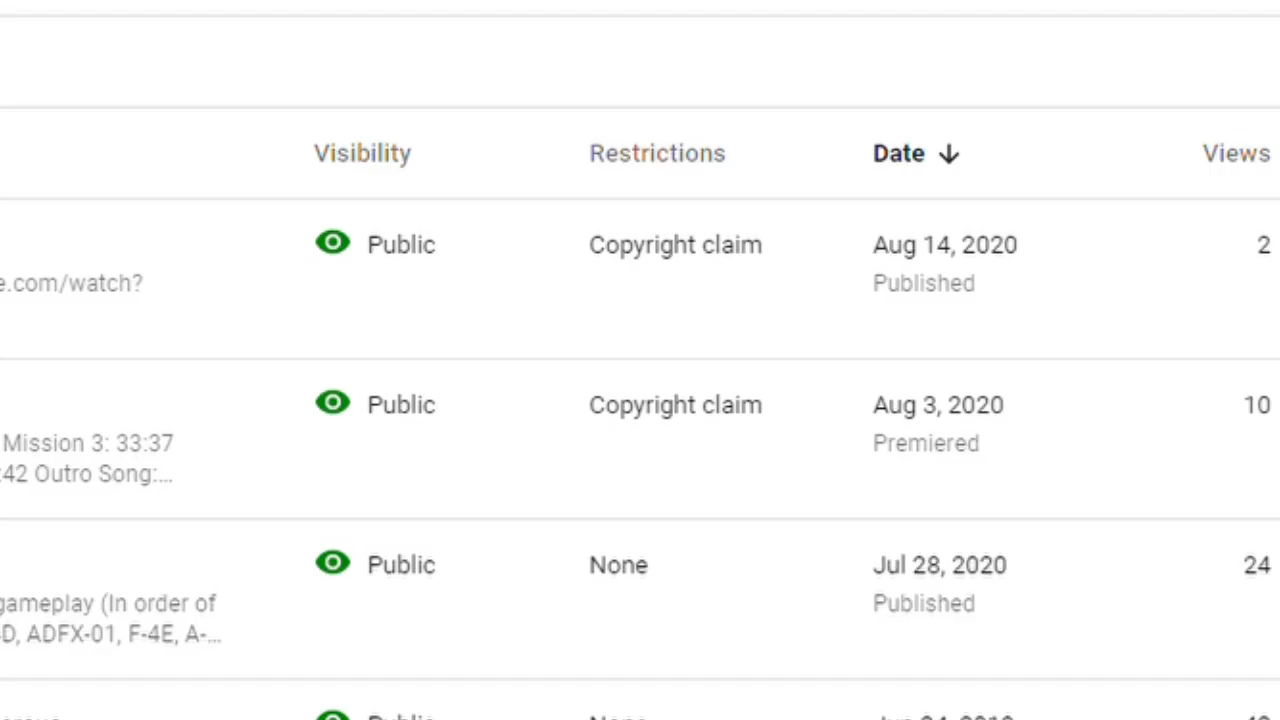 Visibility Restrictions Date ↓ Views
Public Copyright claim Aug 14, 2020 2
e.com/watch? Published
Public Copyright claim Aug 3, 2020 10
Mission 3: 33:37 Premiered
:42 Outro Song:...
Public None Jul 28, 2020 24
gameplay (In order of Published
D, ADFX-01, F-4E, A-...
Public None